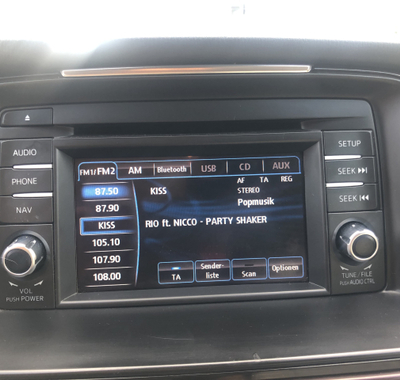 AUDIO
PHONE
NAV
VOL
PUSH POWER
FM1/FM2 AM Bluetooth USB CD AUX
AF TA REG
87.50 KISS STEREO
87.90 Popmusik
KISS RIO ft. NICCO - PARTY SHAKER
105.10
107.90
108.00
TA
Sender-
liste
Scan
Optionen
SETUP
SEEK
SEEK
TUNE / FILE
PUSH AUDIO CTRL